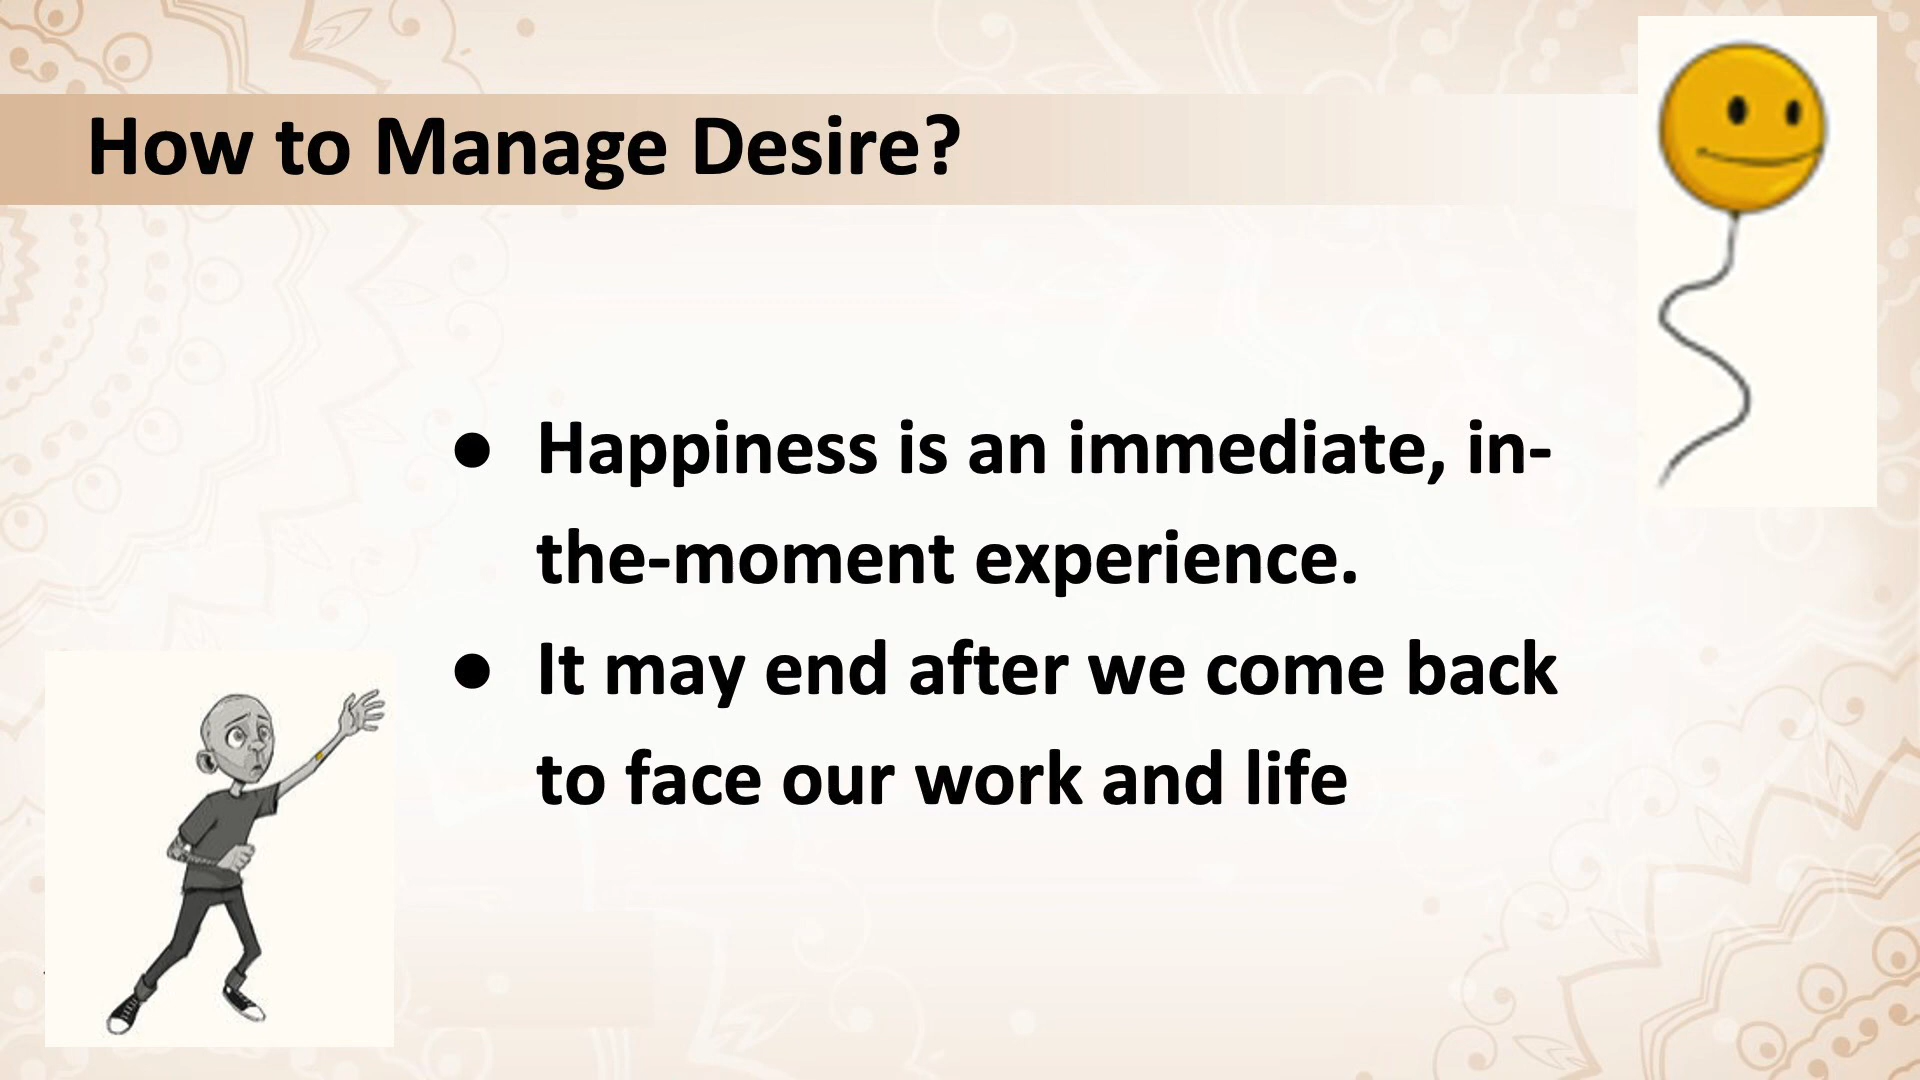 How to Manage Desire?
● Happiness is an immediate, in-
the-moment experience.
● It may end after we come back
to face our work and life